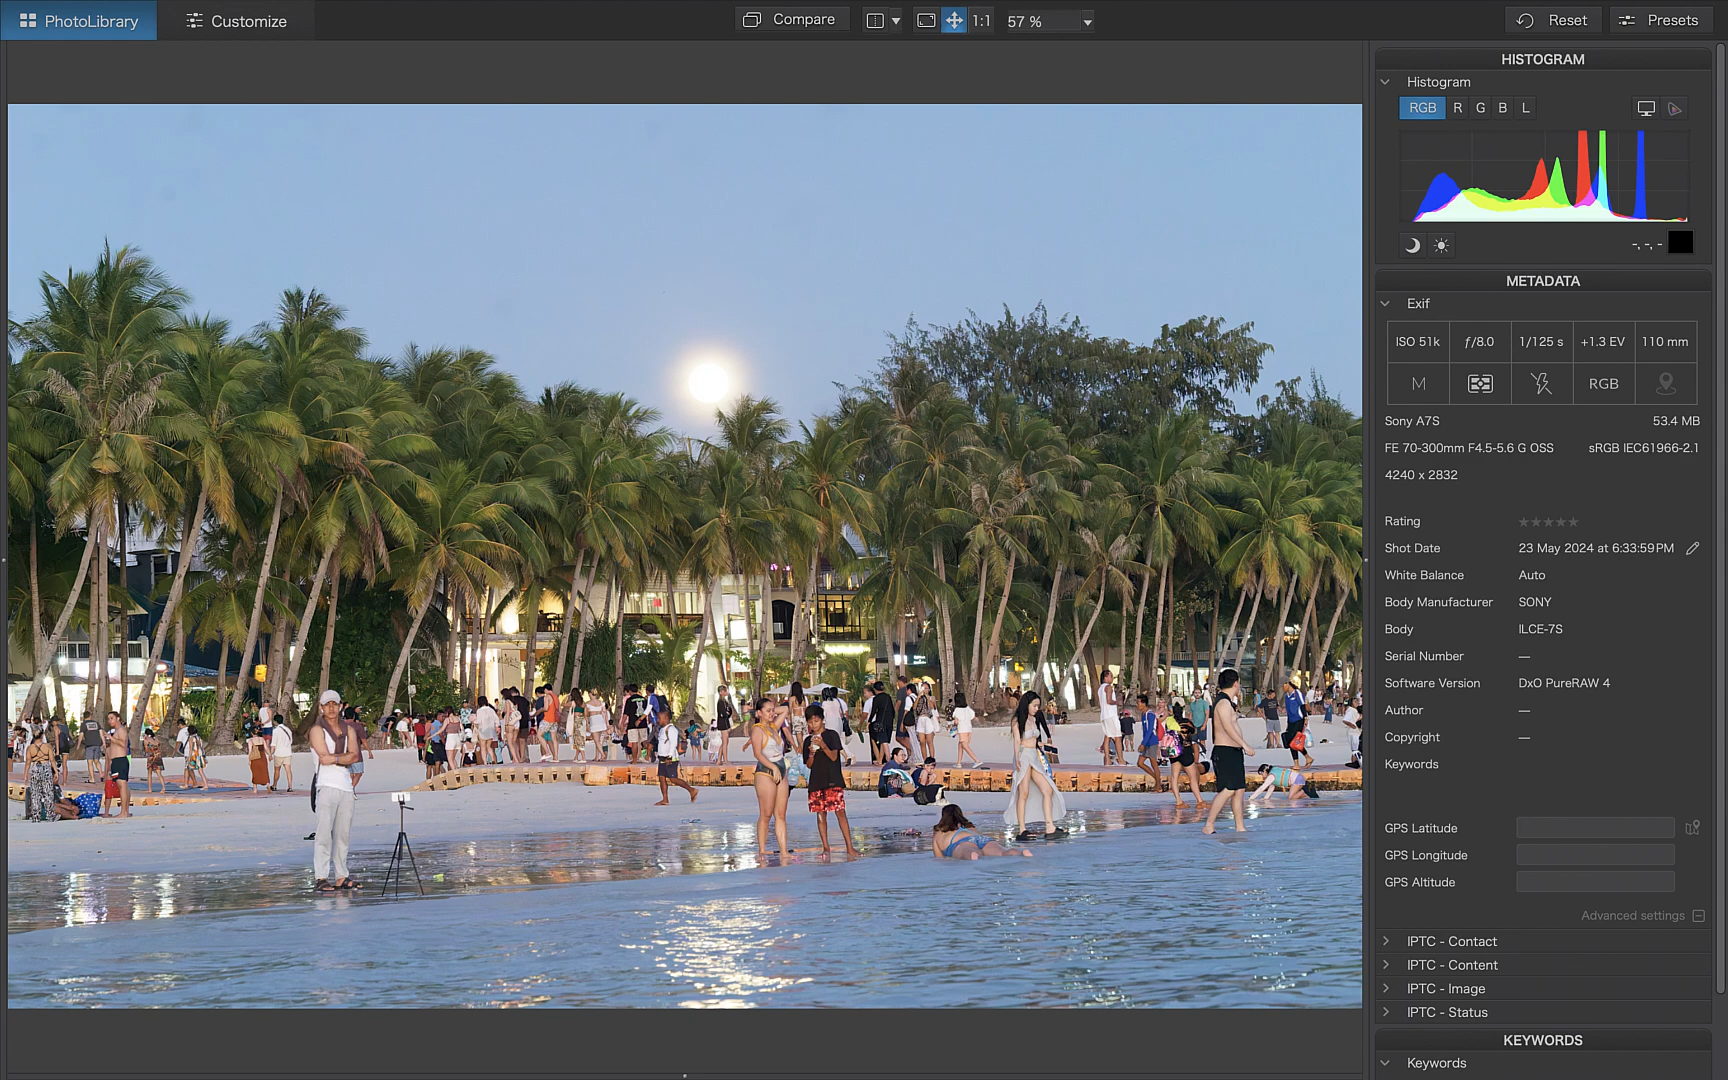 PhotoLibrary Customize Compare 1:1 57 % Reset Presets
HISTOGRAM
Histogram
RGB R G B L
-, -, -
METADATA
Exif
ISO 51k ƒ/8.0 1/125 s +1.3 EV 110 mm
M RGB
Sony A7S 53.4 MB
FE 70-300mm F4.5-5.6 G OSS sRGB IEC61966-2.1
4240 x 2832
Rating ★★★★★
Shot Date 23 May 2024 at 6:33:59 PM
White Balance Auto
Body Manufacturer SONY
Body ILCE-7S
Serial Number —
Software Version DxO PureRAW 4
Author —
Copyright —
Keywords
GPS Latitude
GPS Longitude
GPS Altitude
Advanced settings
IPTC - Contact
IPTC - Content
IPTC - Image
IPTC - Status
KEYWORDS
Keywords